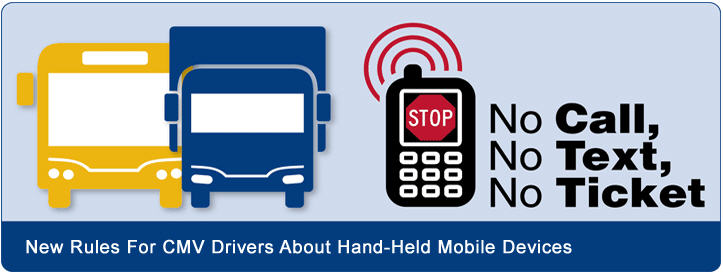 STOP
No Call,
No Text,
No Ticket
New Rules For CMV Drivers About Hand-Held Mobile Devices